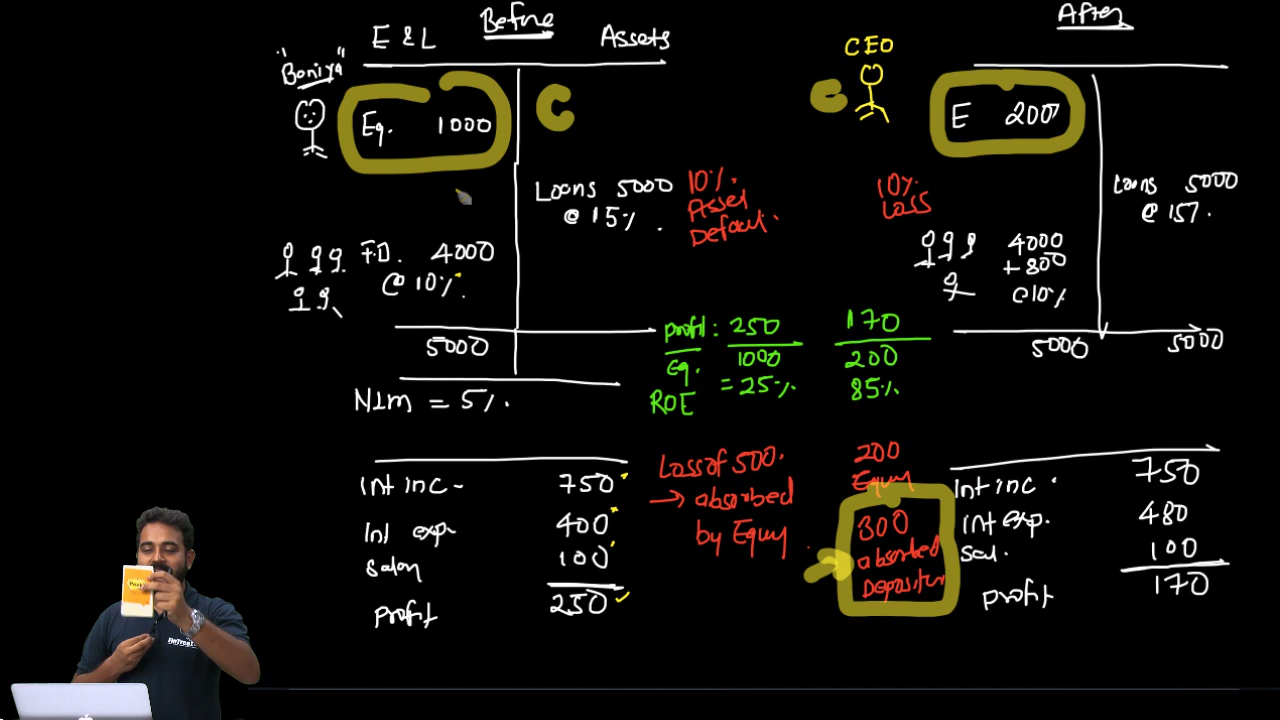 Before
After
E & L
Assets
CEO
"Baniya"
Eq. 1000
E 200
Loans 5000
@ 15%.
10%.
Asset
Default.
10%
Loss
Loans 5000
@ 15%.
F.D. 4000
@ 10%.
4000
+ 800
@10%
5000
5000
5000
profit : 250
Eq. 1000
ROE = 25%.
170
200
85%
NIM = 5%.
Int inc - 750
Int exp. 400
Salary 100
profit 250
Loss of 500.
→ absorbed
by Equity
200
Equity
300
absorbed
Depositor
Int inc. 750
int exp. 480
Sal. 100
profit 170